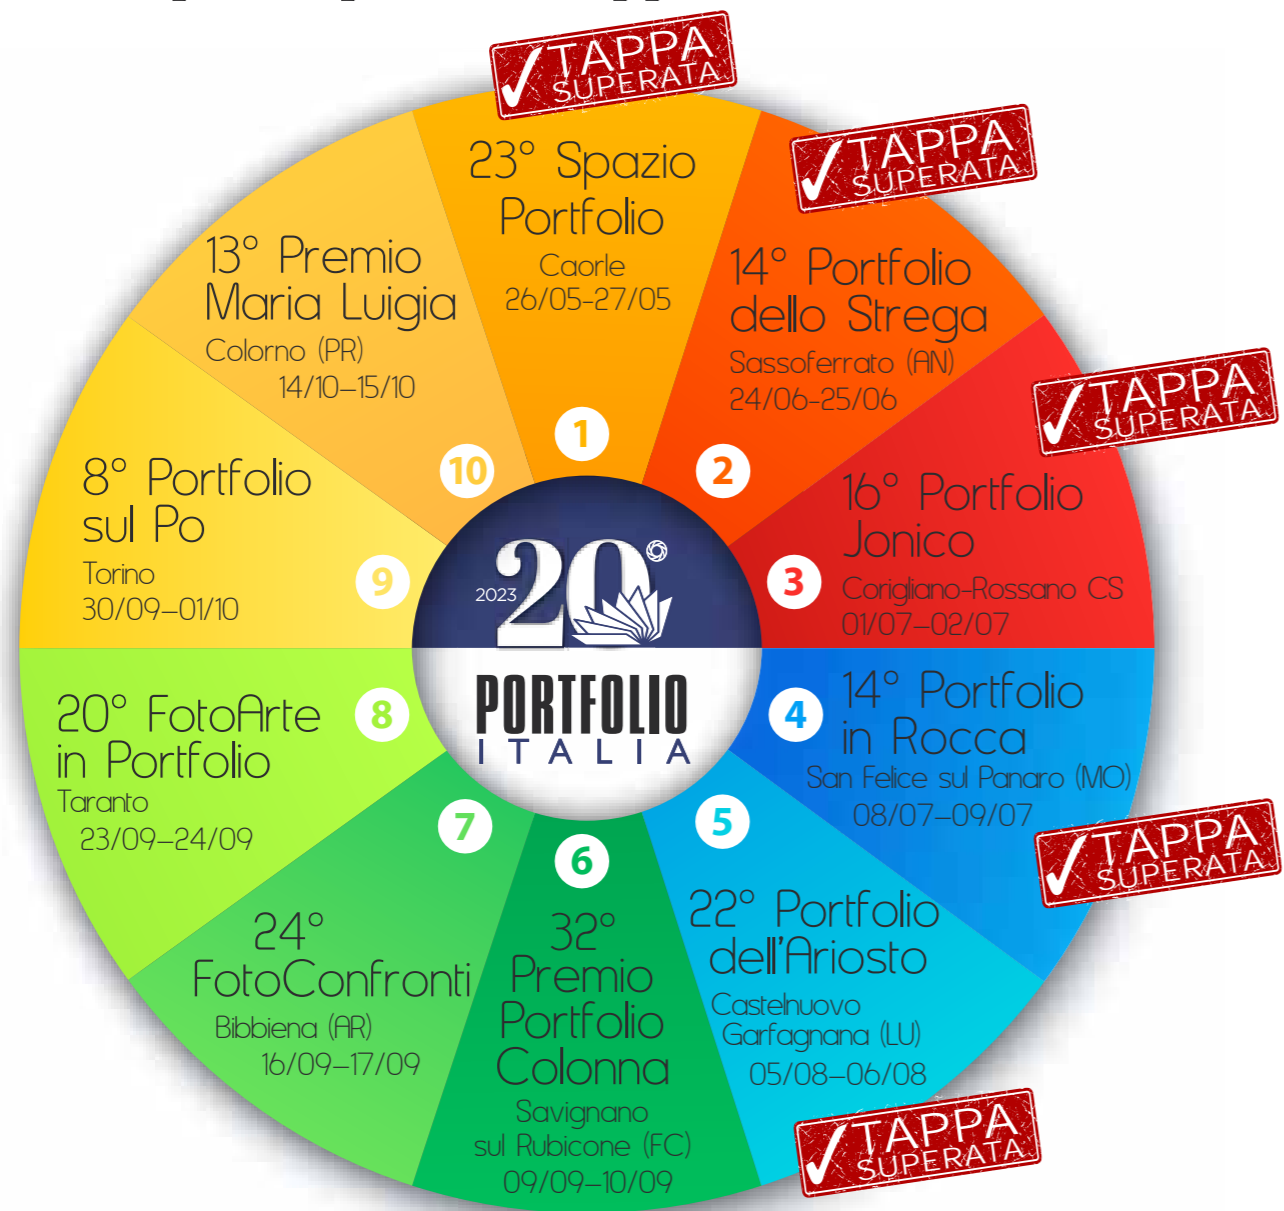 TAPPA
SUPERATA
23° Spazio
Portfolio
Caorle
26/05-27/05
1
TAPPA
SUPERATA
14° Portfolio
dello Strega
Sassoferrato (AN)
24/06-25/06
2
TAPPA
SUPERATA
16° Portfolio
Jonico
Corigliano-Rossano CS
01/07–02/07
3
14° Portfolio
in Rocca
San Felice sul Panaro (MO)
08/07–09/07
4
TAPPA
SUPERATA
22° Portfolio
dell'Ariosto
Castelnuovo
Garfagnana (LU)
05/08–06/08
5
TAPPA
SUPERATA
6
32°
Premio
Portfolio
Colonna
Savignano
sul Rubicone (FC)
09/09–10/09
7
24°
FotoConfronti
Bibbiena (AR)
16/09–17/09
8
20° FotoArte
in Portfolio
Taranto
23/09–24/09
9
8° Portfolio
sul Po
Torino
30/09–01/10
10
13° Premio
Maria Luigia
Colorno (PR)
14/10–15/10
2023
20°
PORTFOLIO
ITALIA